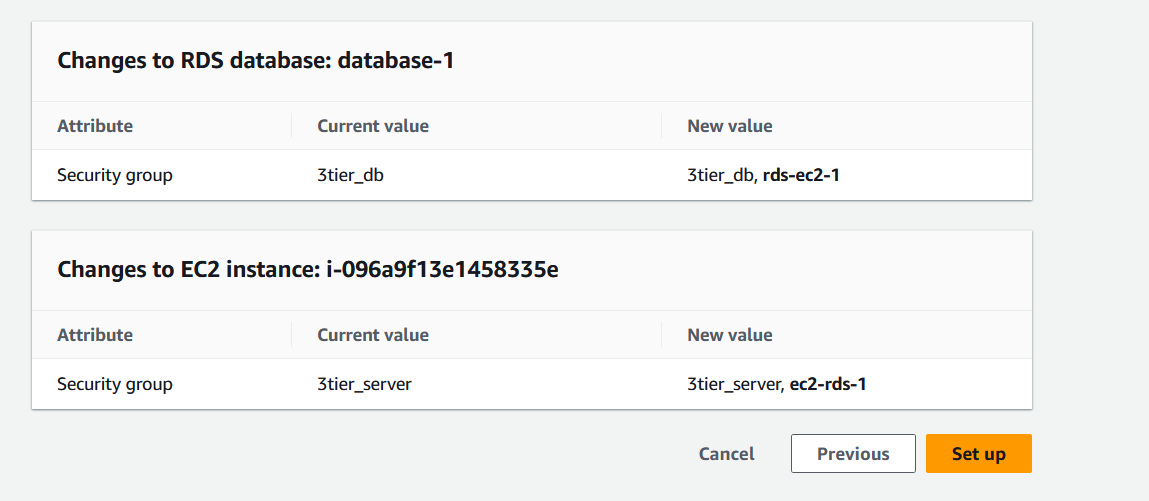 Changes to RDS database: database-1
Attribute Current value New value
Security group 3tier_db 3tier_db, rds-ec2-1
Changes to EC2 instance: i-096a9f13e1458335e
Attribute Current value New value
Security group 3tier_server 3tier_server, ec2-rds-1
Cancel Previous Set up